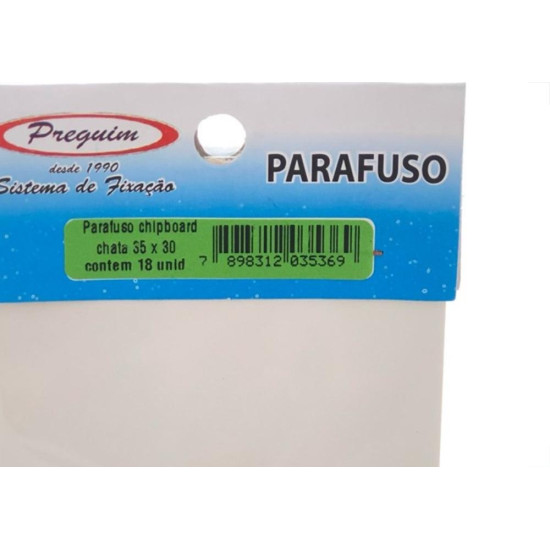 Preguim
desde 1990
Sistema de Fixação
PARAFUSO
Parafuso chipboard
chata 35 x 30
contem 18 unid
7 898312 035369